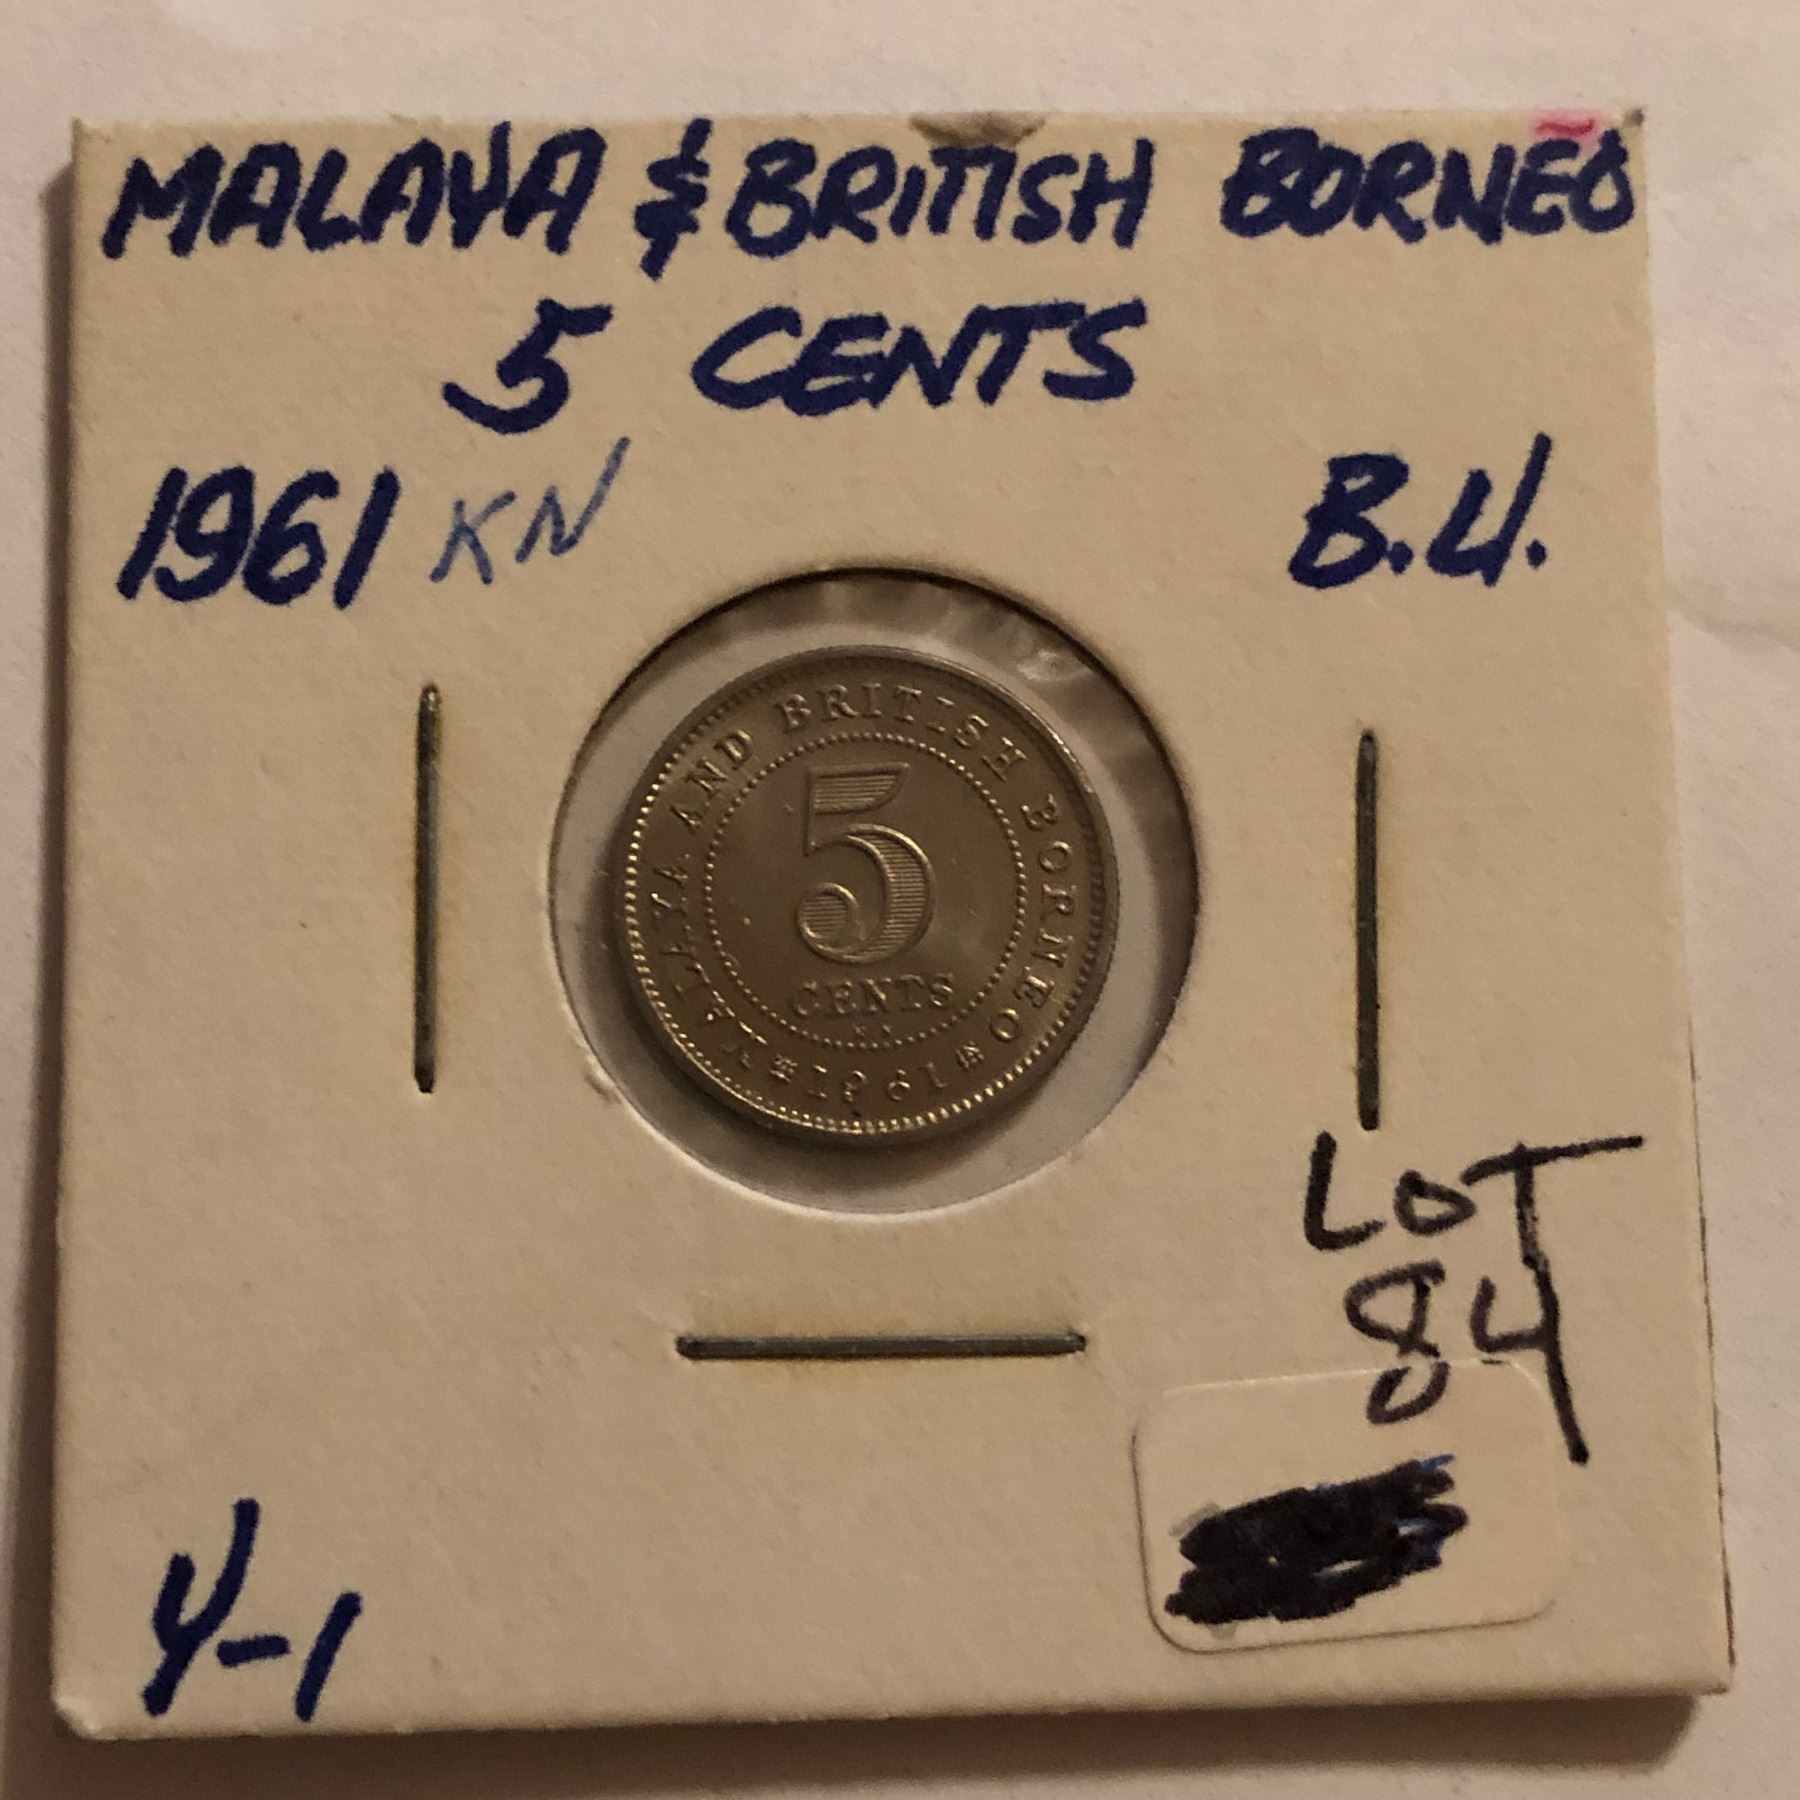 MALAYA & BRITISH BORNEO
5 CENTS
1961 KN
B.U.
MALAYA AND BRITISH BORNEO
5
CENTS
1961
LOT
84
Y-1